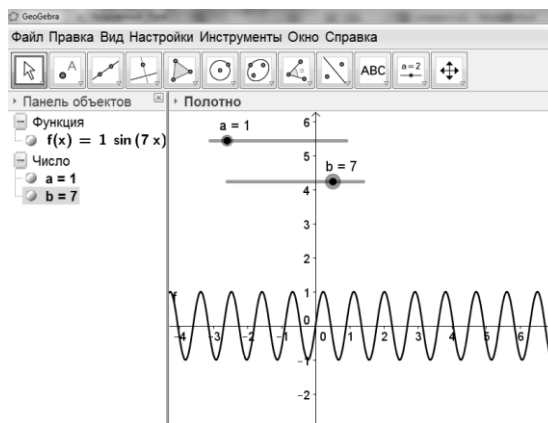 GeoGebra
Файл Правка Вид Настройки Инструменты Окно Справка
A
α
ABC
a=2
Панель объектов
Полотно
Функция
f(x) = 1 sin (7 x)
Число
a = 1
b = 7
a = 1
b = 7
6
5
4
3
2
1
0
-1
-2
-4 -3 -2 -1 0 1 2 3 4 5 6
f